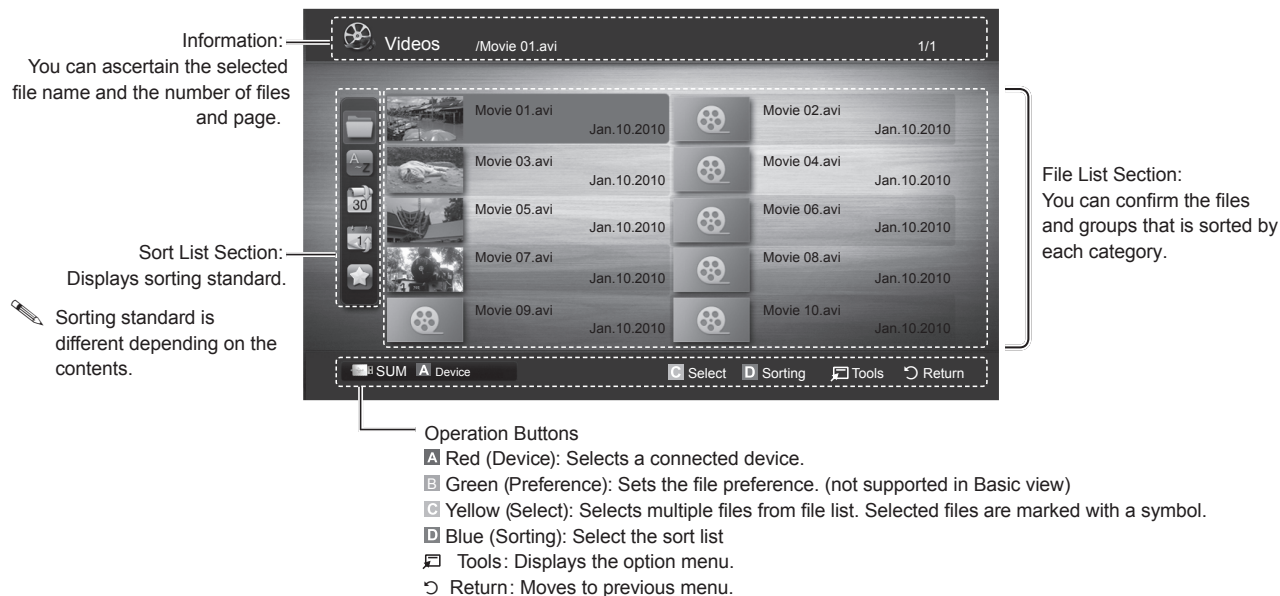 Information:
You can ascertain the selected
file name and the number of files
and page.
Videos /Movie 01.avi 1/1
Movie 01.avi
Jan.10.2010
Movie 02.avi
Jan.10.2010
Movie 03.avi
Jan.10.2010
Movie 04.avi
Jan.10.2010
Movie 05.avi
Jan.10.2010
Movie 06.avi
Jan.10.2010
Movie 07.avi
Jan.10.2010
Movie 08.avi
Jan.10.2010
Movie 09.avi
Jan.10.2010
Movie 10.avi
Jan.10.2010
A
Z
30
1
File List Section:
You can confirm the files
and groups that is sorted by
each category.
Sort List Section:
Displays sorting standard.
Sorting standard is
different depending on the
contents.
SUM A Device C Select D Sorting Tools Return
Operation Buttons
A Red (Device): Selects a connected device.
B Green (Preference): Sets the file preference. (not supported in Basic view)
C Yellow (Select): Selects multiple files from file list. Selected files are marked with a symbol.
D Blue (Sorting): Select the sort list
Tools: Displays the option menu.
Return: Moves to previous menu.